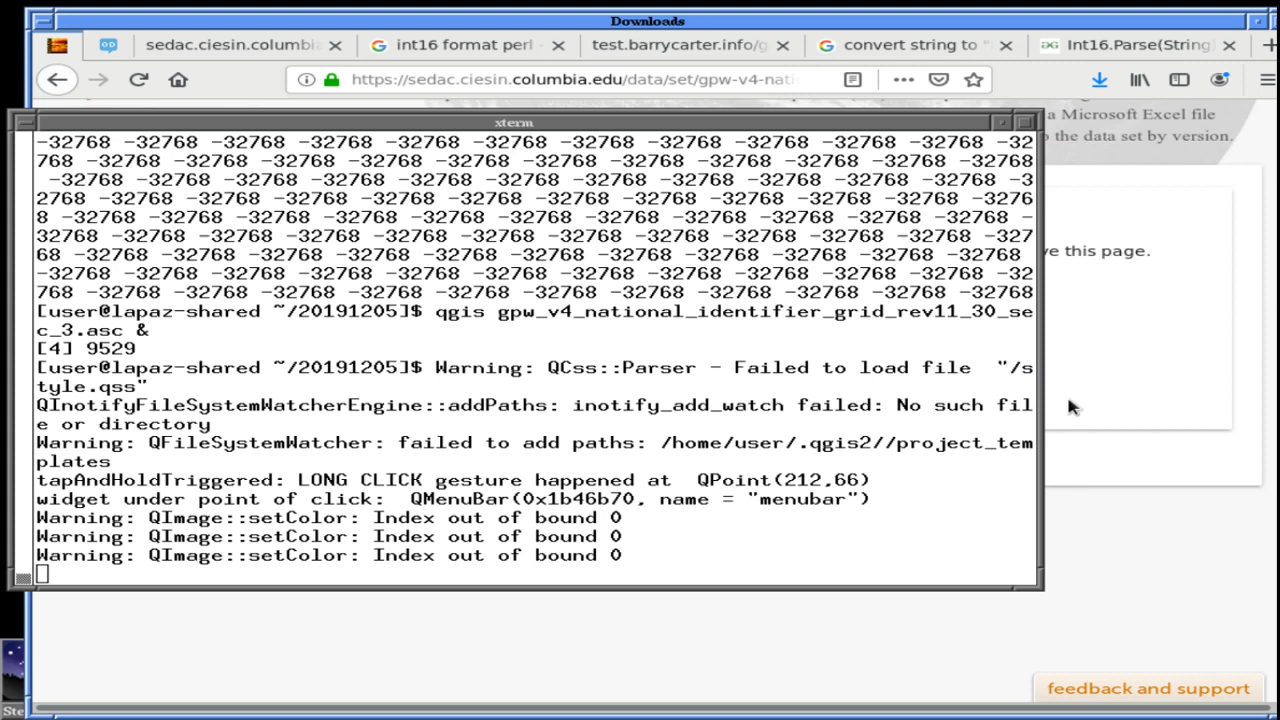 Downloads
sedac.ciesin.columbi
int16 format perl -
test.barrycarter.info/g
convert string to "
Int16.Parse(String)
https://sedac.ciesin.columbia.edu/data/set/gpw-v4-nati
a Microsoft Excel file
o the data set by version.
xterm
-32768 -32768 -32768 -32768 -32768 -32768 -32768 -32768 -32768 -32768 -32768 -32
768 -32768 -32768 -32768 -32768 -32768 -32768 -32768 -32768 -32768 -32768 -32768
-32768 -32768 -32768 -32768 -32768 -32768 -32768 -32768 -32768 -32768 -32768 -3
2768 -32768 -32768 -32768 -32768 -32768 -32768 -32768 -32768 -32768 -32768 -3276
8 -32768 -32768 -32768 -32768 -32768 -32768 -32768 -32768 -32768 -32768 -32768 -
32768 -32768 -32768 -32768 -32768 -32768 -32768 -32768 -32768 -32768 -32768 -327
68 -32768 -32768 -32768 -32768 -32768 -32768 -32768 -32768 -32768 -32768 -32768
-32768 -32768 -32768 -32768 -32768 -32768 -32768 -32768 -32768 -32768 -32768 -32
768 -32768 -32768 -32768 -32768 -32768 -32768 -32768 -32768 -32768 -32768 -32768
ve this page.
[user@lapaz-shared ~/20191205]$ qgis gpw_v4_national_identifier_grid_rev11_30_se
c_3.asc &
[4] 9529
[user@lapaz-shared ~/20191205]$ Warning: QCss::Parser - Failed to load file  "/s
tyle.qss"
QInotifyFileSystemWatcherEngine::addPaths: inotify_add_watch failed: No such fil
e or directory
Warning: QFileSystemWatcher: failed to add paths: /home/user/.qgis2//project_tem
plates
tapAndHoldTriggered: LONG CLICK gesture happened at  QPoint(212,66)
widget under point of click:  QMenuBar(0x1b46b70, name = "menubar")
Warning: QImage::setColor: Index out of bound 0
Warning: QImage::setColor: Index out of bound 0
Warning: QImage::setColor: Index out of bound 0
feedback and support
Ste